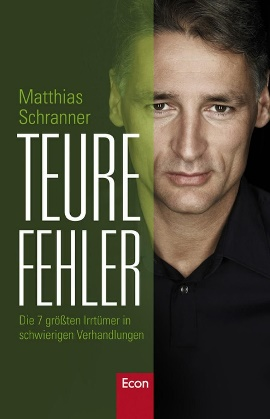 Matthias
Schranner
TEURE
FEHLER
Die 7 größten Irrtümer in
schwierigen Verhandlungen
Econ